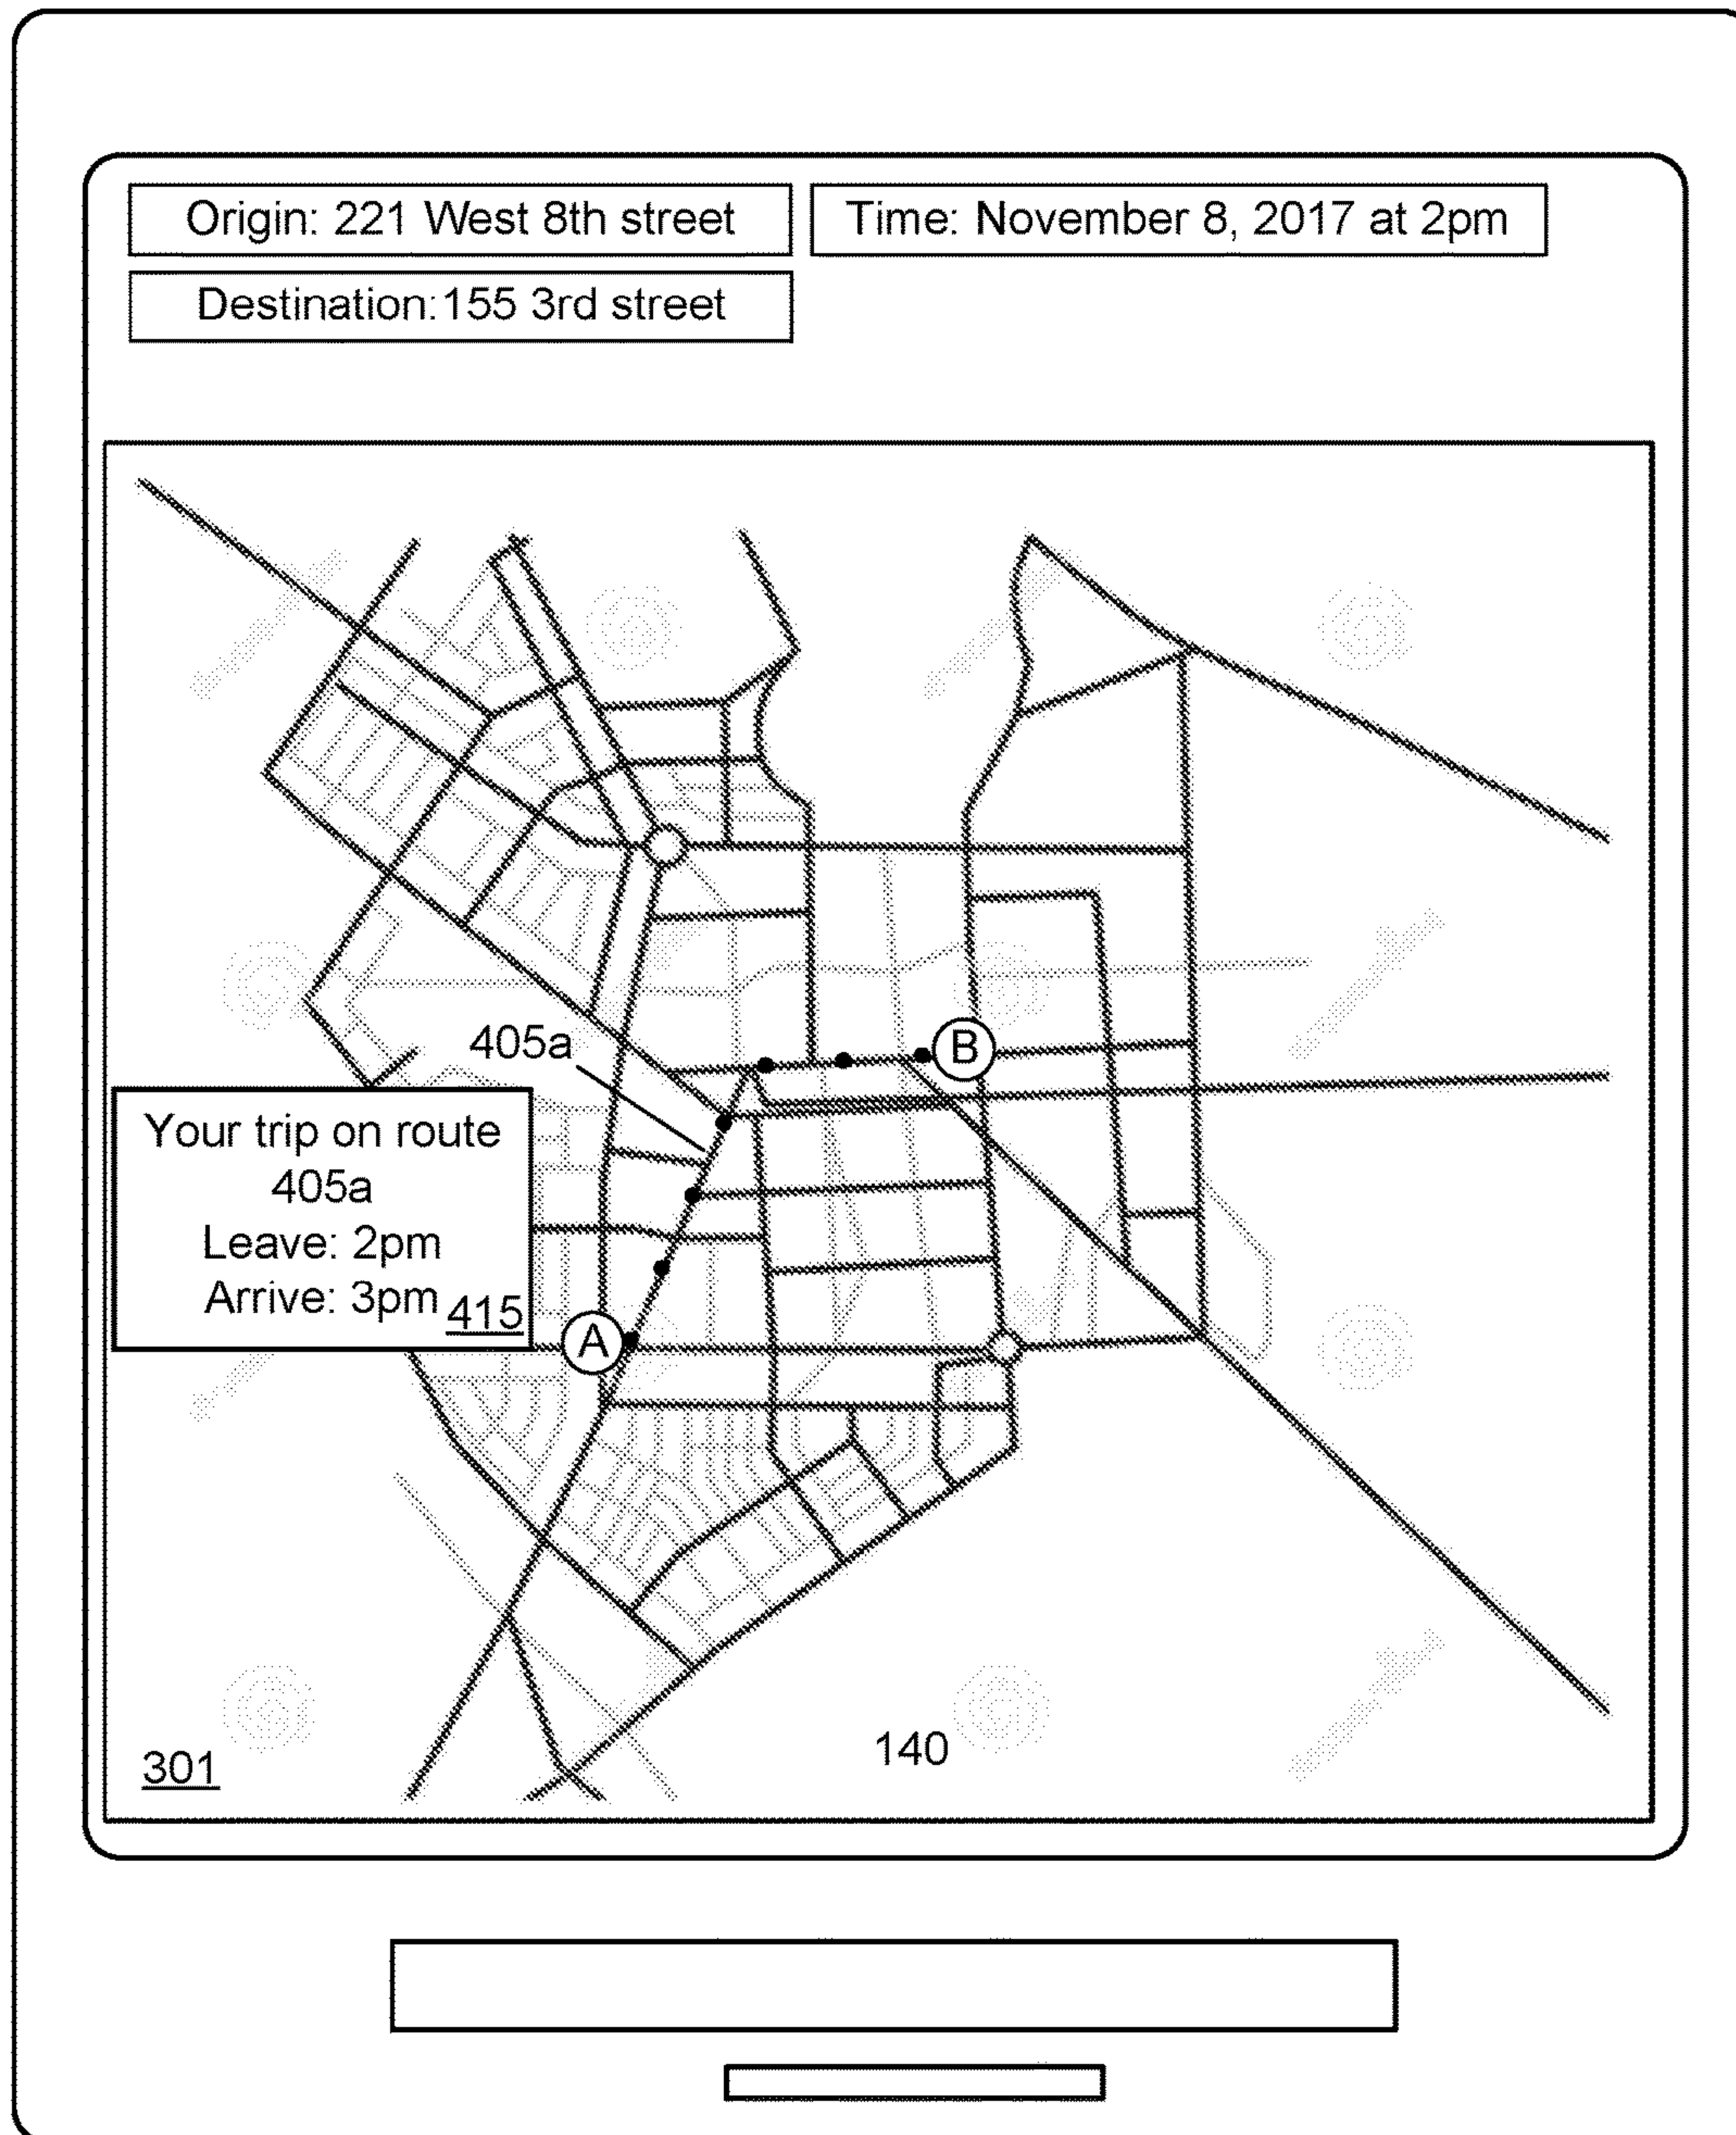 Origin: 221 West 8th street
Time: November 8, 2017 at 2pm
Destination:155 3rd street
405a
B
Your trip on route
405a
Leave: 2pm
Arrive: 3pm
415
A
140
301